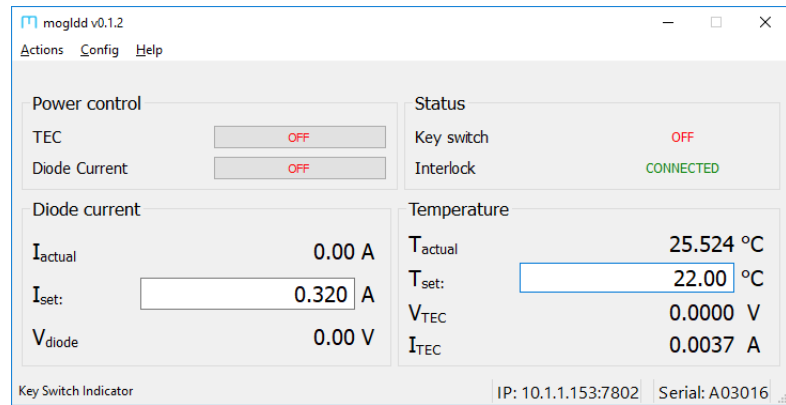 mogldd v0.1.2
Actions Config Help
Power control
TEC OFF
Diode Current OFF
Status
Key switch OFF
Interlock CONNECTED
Diode current
Iactual 0.00 A
Iset: 0.320 A
Vdiode 0.00 V
Temperature
Tactual 25.524 °C
Tset: 22.00 °C
VTEC 0.0000 V
ITEC 0.0037 A
Key Switch Indicator IP: 10.1.1.153:7802 Serial: A03016